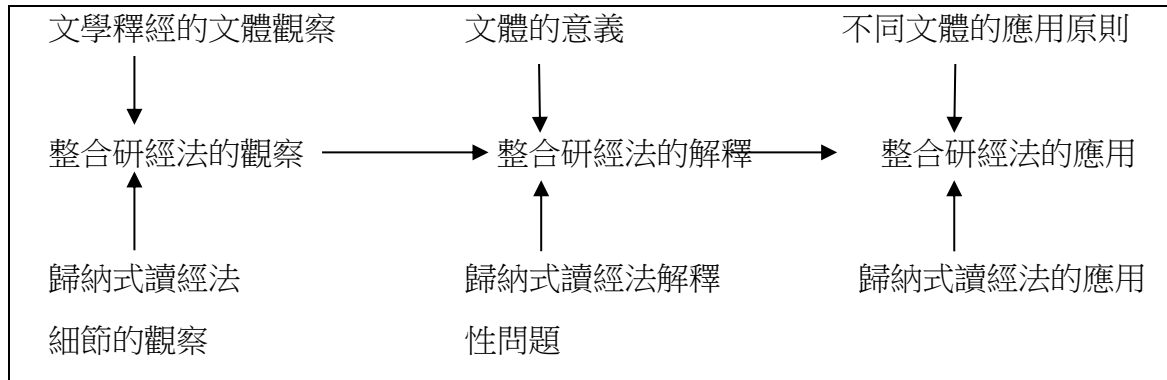 文學釋經的文體觀察 文體的意義 不同文體的應用原則
整合研經法的觀察 整合研經法的解釋 整合研經法的應用
歸納式讀經法 歸納式讀經法解釋 歸納式讀經法的應用
細節的觀察 性問題